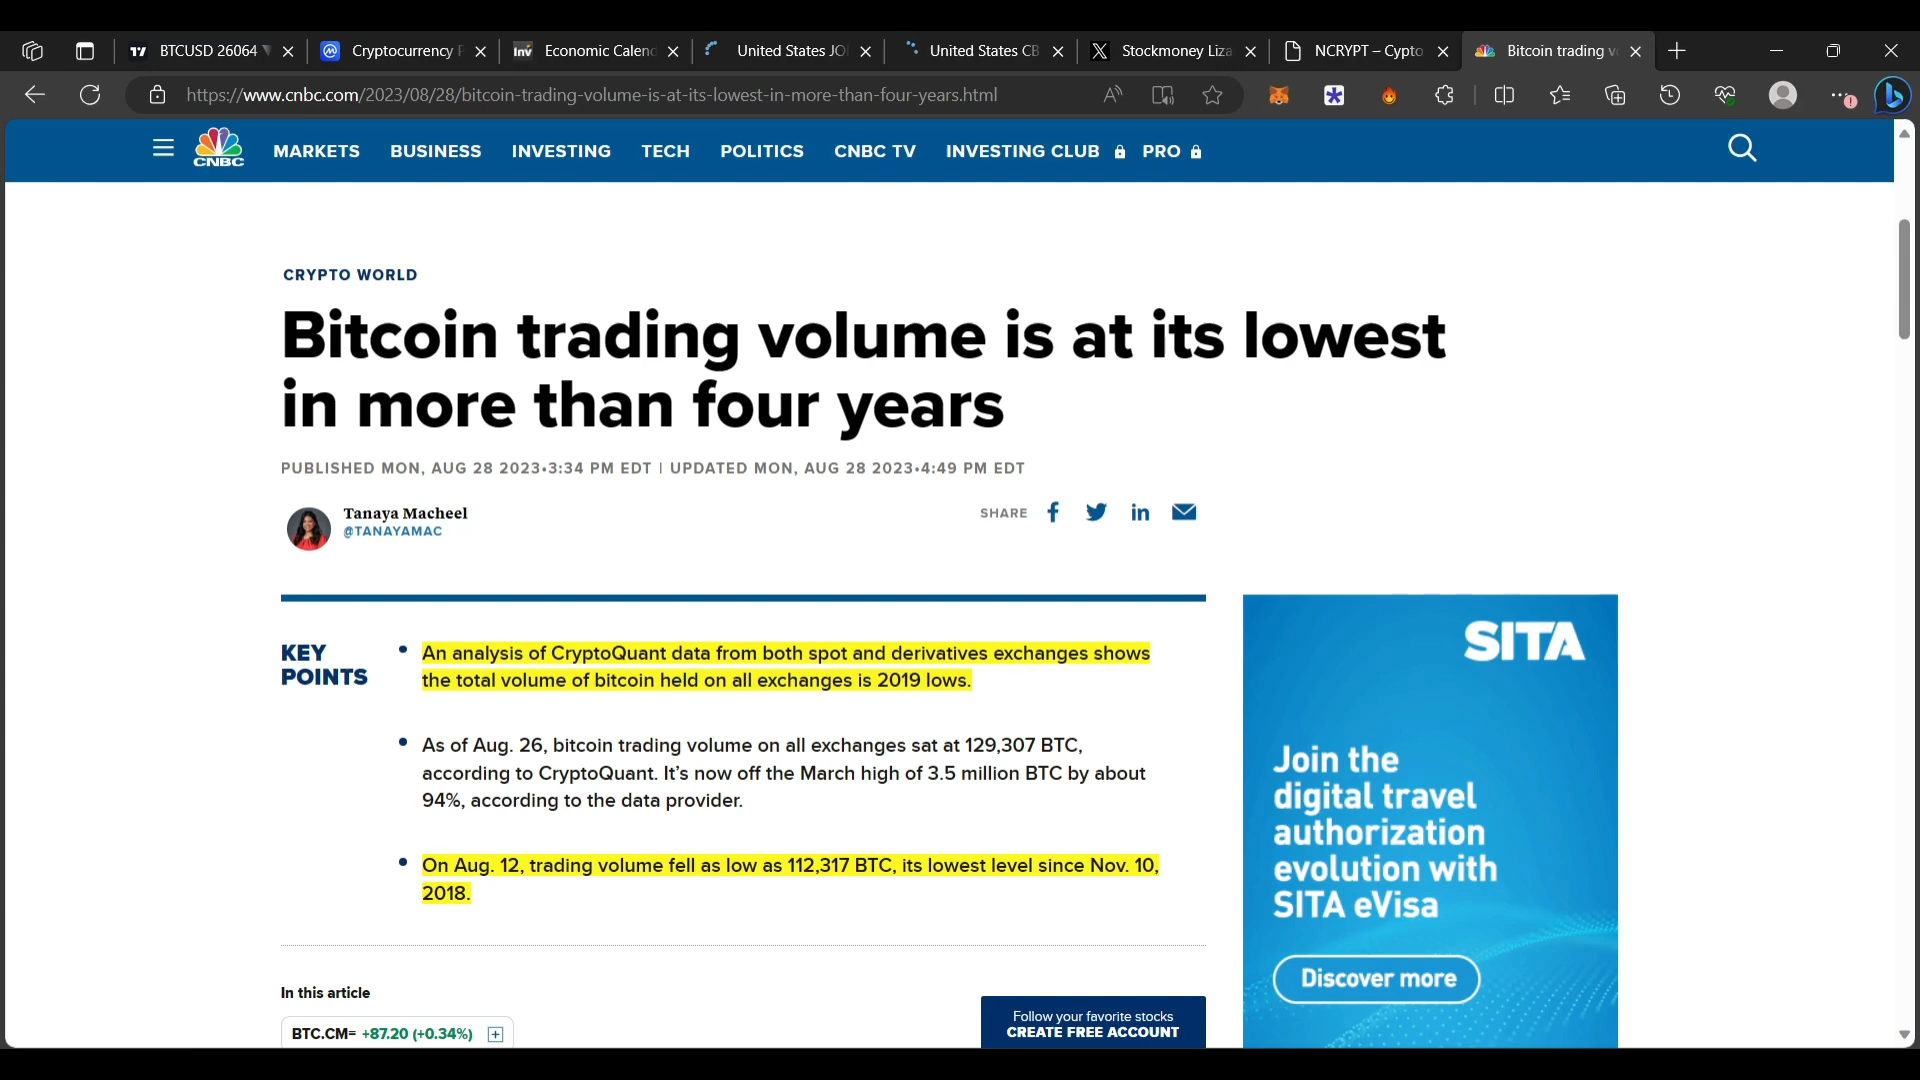 BTCUSD 26064
Cryptocurrency
Economic Calen
United States JO
United States CB
Stockmoney Liza
NCRYPT – Cypto
Bitcoin trading v
https://www.cnbc.com/2023/08/28/bitcoin-trading-volume-is-at-its-lowest-in-more-than-four-years.html
CNBC
MARKETS BUSINESS INVESTING TECH POLITICS CNBC TV INVESTING CLUB PRO
CRYPTO WORLD
Bitcoin trading volume is at its lowest
in more than four years
PUBLISHED MON, AUG 28 2023•3:34 PM EDT | UPDATED MON, AUG 28 2023•4:49 PM EDT
Tanaya Macheel
@TANAYAMAC
SHARE
KEY
POINTS
• An analysis of CryptoQuant data from both spot and derivatives exchanges shows
the total volume of bitcoin held on all exchanges is 2019 lows.
• As of Aug. 26, bitcoin trading volume on all exchanges sat at 129,307 BTC,
according to CryptoQuant. It’s now off the March high of 3.5 million BTC by about
94%, according to the data provider.
• On Aug. 12, trading volume fell as low as 112,317 BTC, its lowest level since Nov. 10,
2018.
In this article
BTC.CM= +87.20 (+0.34%)
Follow your favorite stocks
CREATE FREE ACCOUNT
SITA
Join the
digital travel
authorization
evolution with
SITA eVisa
Discover more